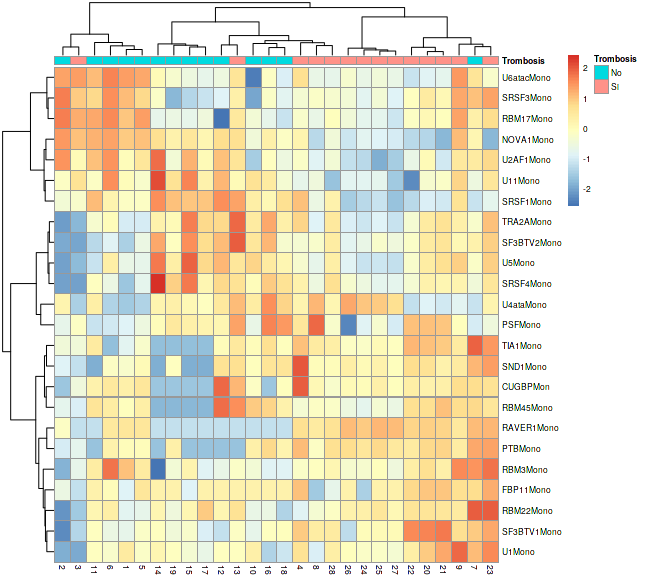 Trombosis
Trombosis
No
SI
2
1
0
-1
-2
U6atacMono
SRSF3Mono
RBM17Mono
NOVA1Mono
U2AF1Mono
U11Mono
SRSF1Mono
TRA2AMono
SF3BTV2Mono
U5Mono
SRSF4Mono
U4ataMono
PSFMono
TIA1Mono
SND1Mono
CUGBPMon
RBM45Mono
RAVER1Mono
PTBMono
RBM3Mono
FBP11Mono
RBM22Mono
SF3BTV1Mono
U1Mono
2 3 11 6 1 5 14 19 15 17 12 13 10 16 18 4 8 28 26 24 25 27 22 20 21 9 7 23